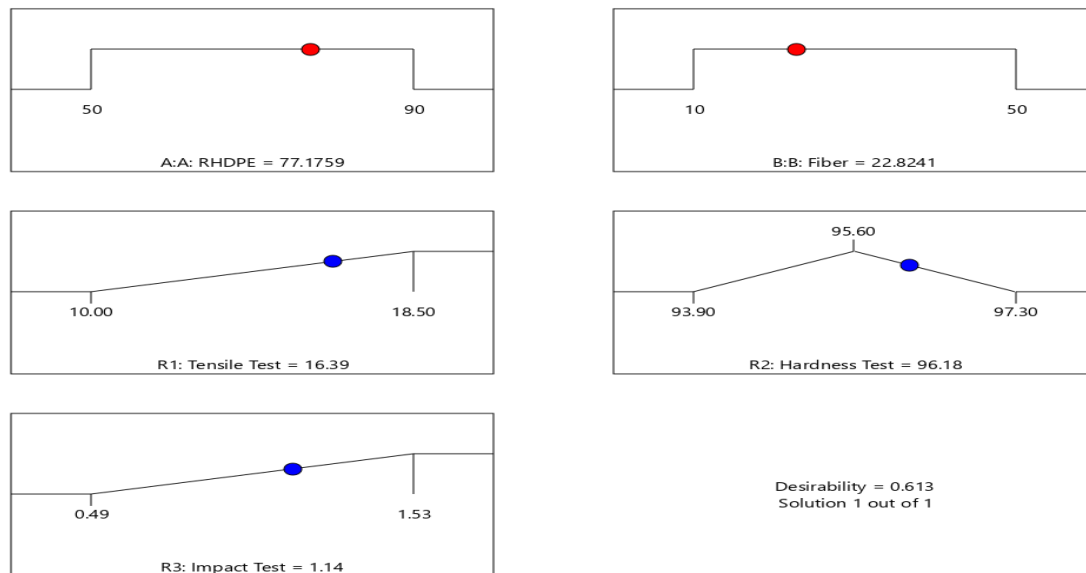 50
90
A:A: RHDPE = 77.1759
10
50
B:B: Fiber = 22.8241
10.00
18.50
R1: Tensile Test = 16.39
95.60
93.90
97.30
R2: Hardness Test = 96.18
0.49
1.53
R3: Impact Test = 1.14
Desirability = 0.613
Solution 1 out of 1